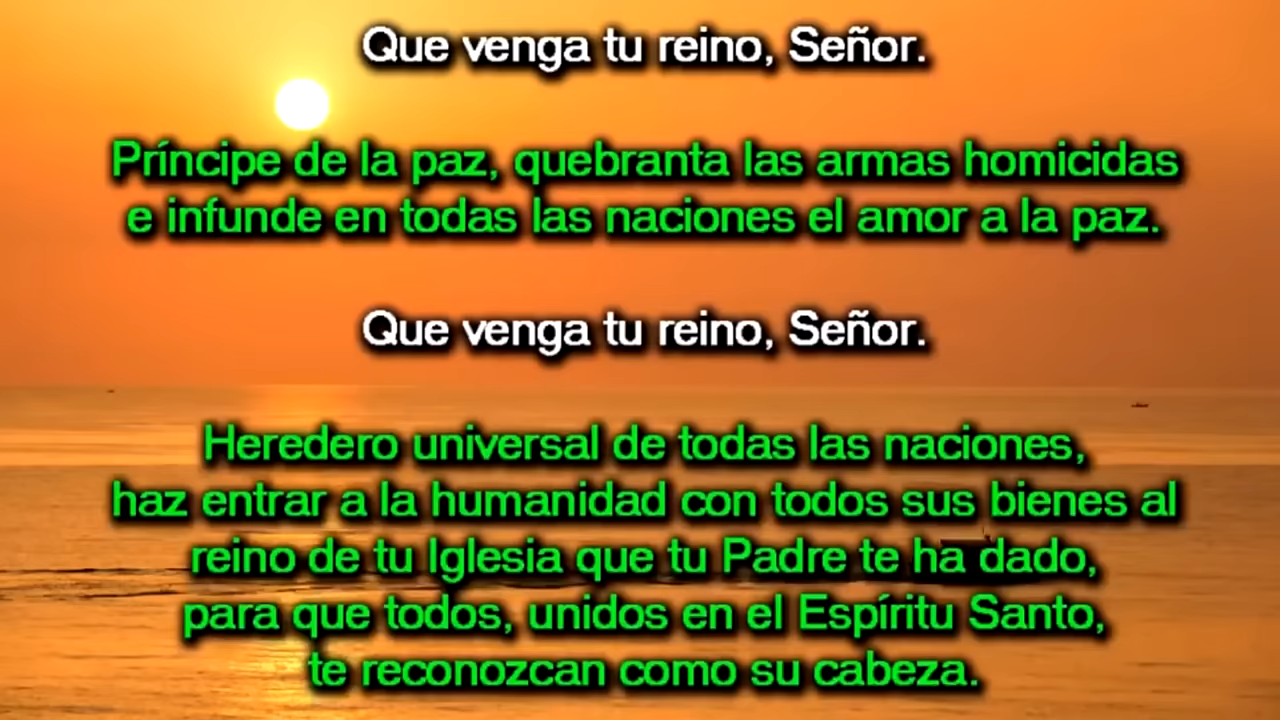 Que venga tu reino, Señor.
Príncipe de la paz, quebranta las armas homicidas
e infunde en todas las naciones el amor a la paz.
Que venga tu reino, Señor.
Heredero universal de todas las naciones,
haz entrar a la humanidad con todos sus bienes al
reino de tu Iglesia que tu Padre te ha dado,
para que todos, unidos en el Espíritu Santo,
te reconozcan como su cabeza.